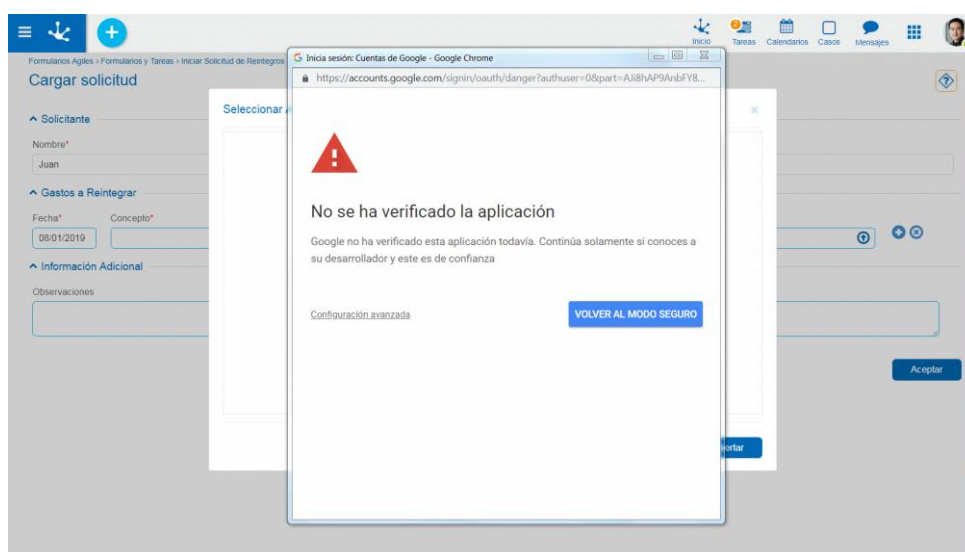 Inicio
2
Tareas
Calendarios
Casos
Mensajes
Formularios Agiles › Formularios y Tareas › Iniciar Solicitud de Reintegros
Cargar solicitud
Solicitante
Nombre*
Juan
Gastos a Reintegrar
Fecha*
Concepto*
08/01/2019
Información Adicional
Observaciones
Aceptar
Seleccionar
Inicia sesión: Cuentas de Google - Google Chrome
https://accounts.google.com/signin/oauth/danger?authuser=0&part=AJi8hAP9AnbFY8...
No se ha verificado la aplicación
Google no ha verificado esta aplicación todavía. Continúa solamente si conoces a
su desarrollador y este es de confianza
Configuración avanzada
VOLVER AL MODO SEGURO